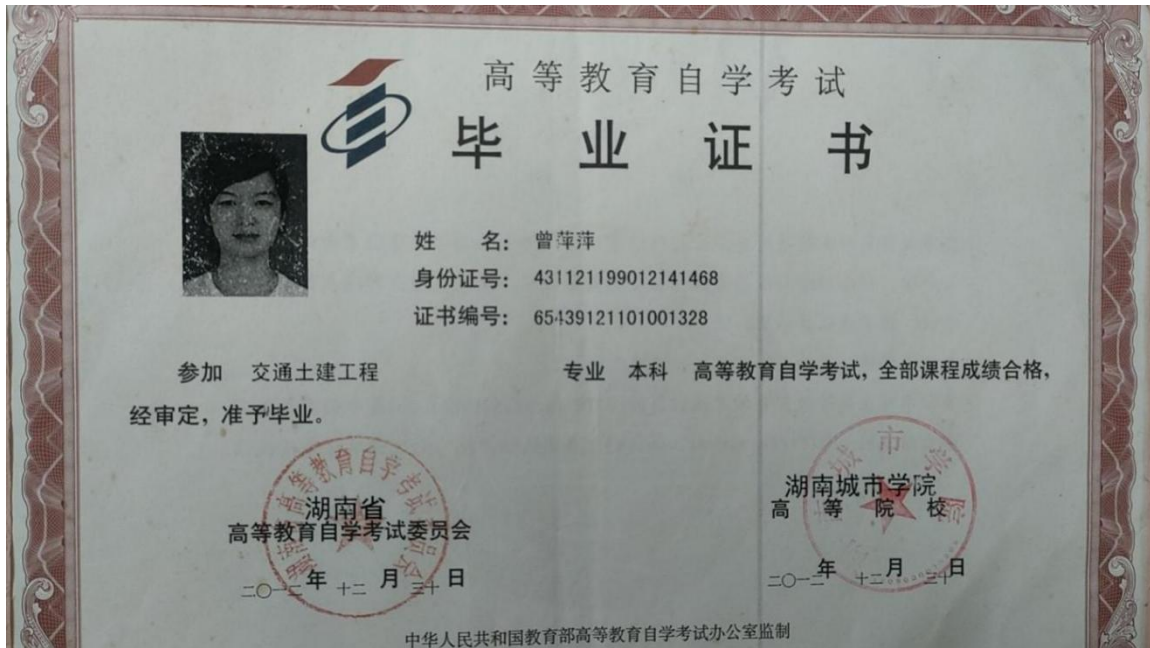 高等教育自学考试
毕业证书
姓 名： 曾萍萍
身份证号： 431121199012141468
证书编号： 65439121101001328
参加 交通土建工程 专业 本科 高等教育自学考试，全部课程成绩合格，
经审定，准予毕业。
湖南省
高等教育自学考试委员会
二〇一二年 十二月 三十日
湖南城市学院
高等院校
二〇一二年 十二月 三十日
中华人民共和国教育部高等教育自学考试办公室监制